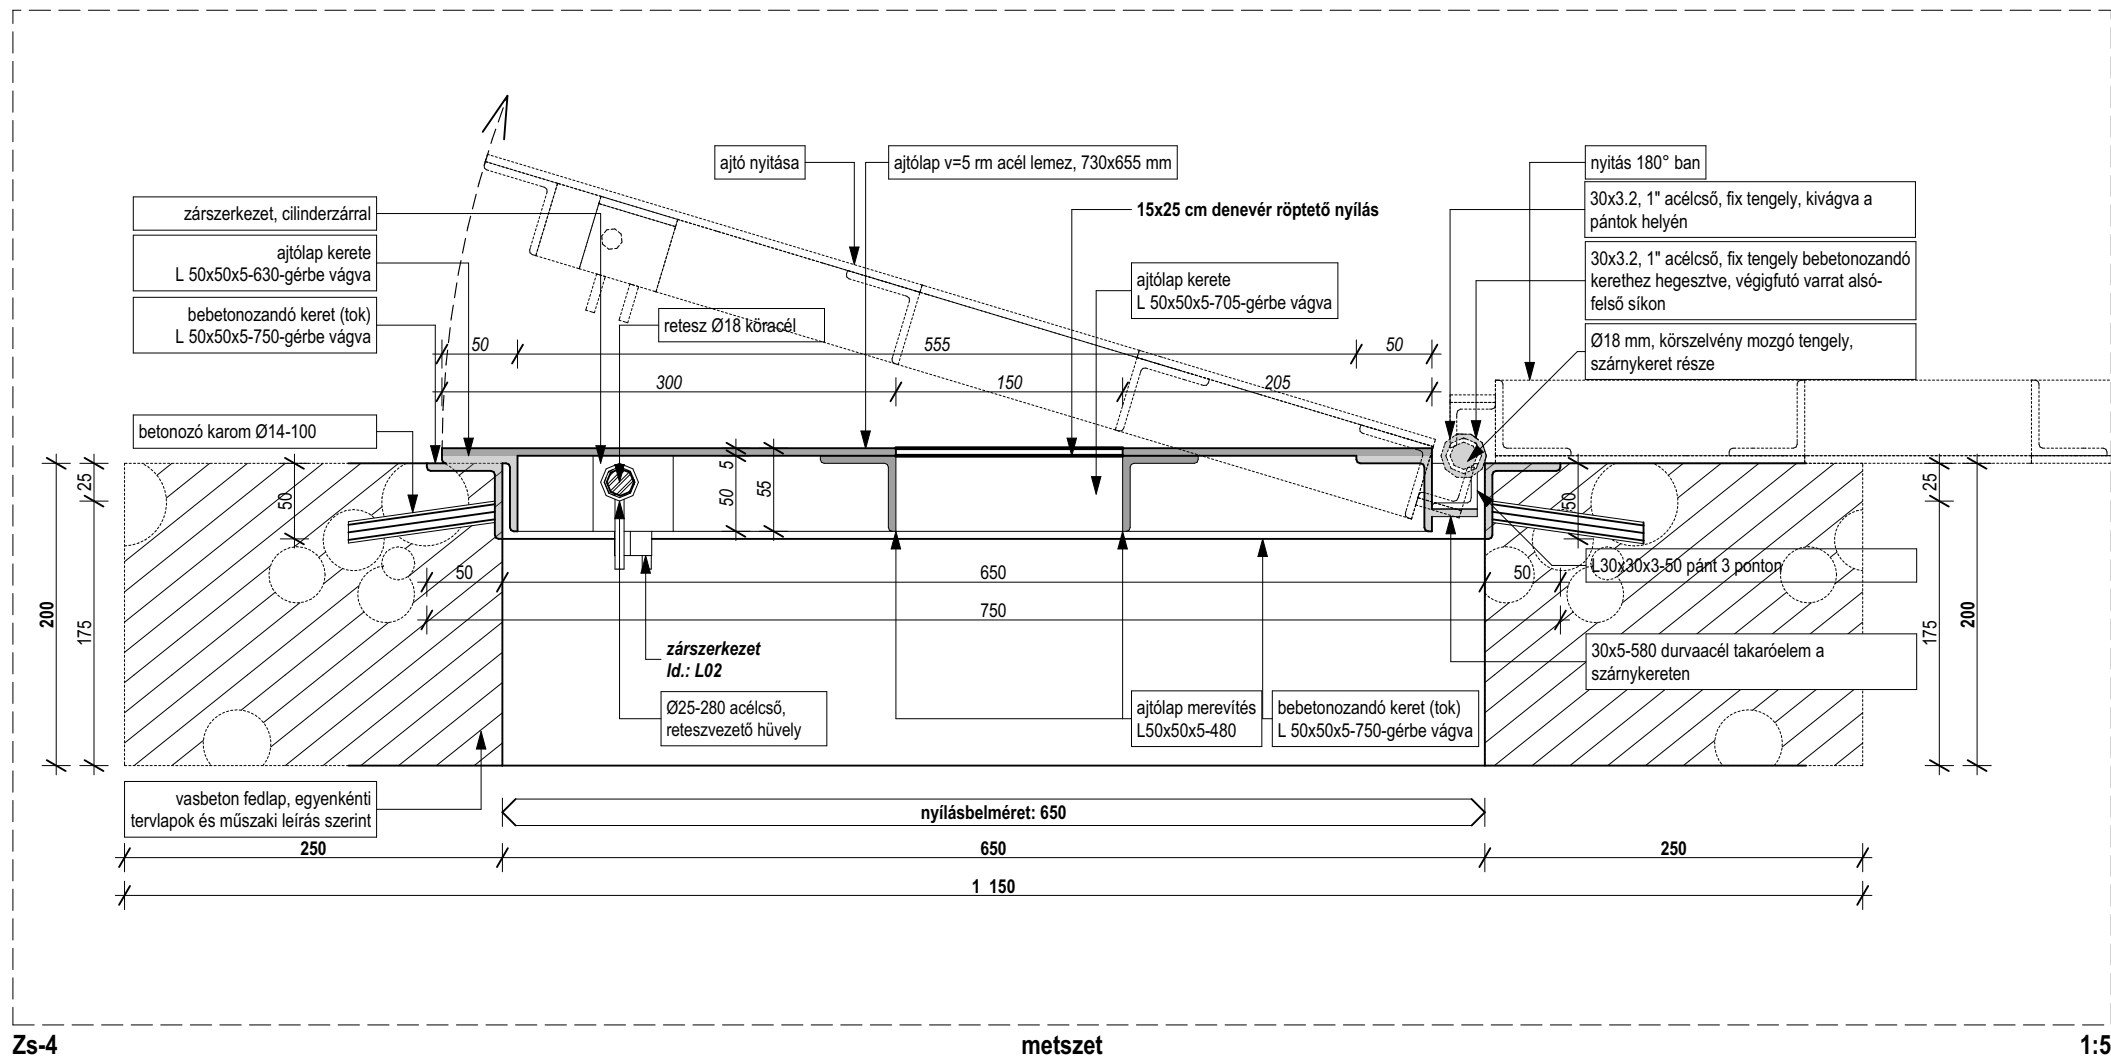 ajtó nyitása
ajtólap v=5 rm acél lemez, 730x655 mm
nyitás 180° ban
zárszerkezet, cilinderzárral
15x25 cm denevér röptető nyílás
30x3.2, 1" acélcső, fix tengely, kivágva a
pántok helyén
ajtólap kerete
L 50x50x5-630-gérbe vágva
ajtólap kerete
L 50x50x5-705-gérbe vágva
30x3.2, 1" acélcső, fix tengely bebetonozandó
kerethez hegesztve, végigfutó varrat alsó-
felső síkon
bebetonozandó keret (tok)
L 50x50x5-750-gérbe vágva
retesz Ø18 köracél
Ø18 mm, körszelvény mozgó tengely,
szárnykeret része
50
555
50
300
150
205
betonozó karom Ø14-100
200
25
175
50
5
50
55
50
25
175
200
50
650
50
L30x30x3-50 pánt 3 ponton
750
zárszerkezet
ld.: L02
30x5-580 durvaacél takaróelem a
szárnykereten
Ø25-280 acélcső,
reteszvezető hüvely
ajtólap merevítés
L50x50x5-480
bebetonozandó keret (tok)
L 50x50x5-750-gérbe vágva
vasbeton fedlap, egyenkénti
tervlapok és műszaki leírás szerint
nyílásbelméret: 650
250
650
250
1 150
Zs-4
metszet
1:5